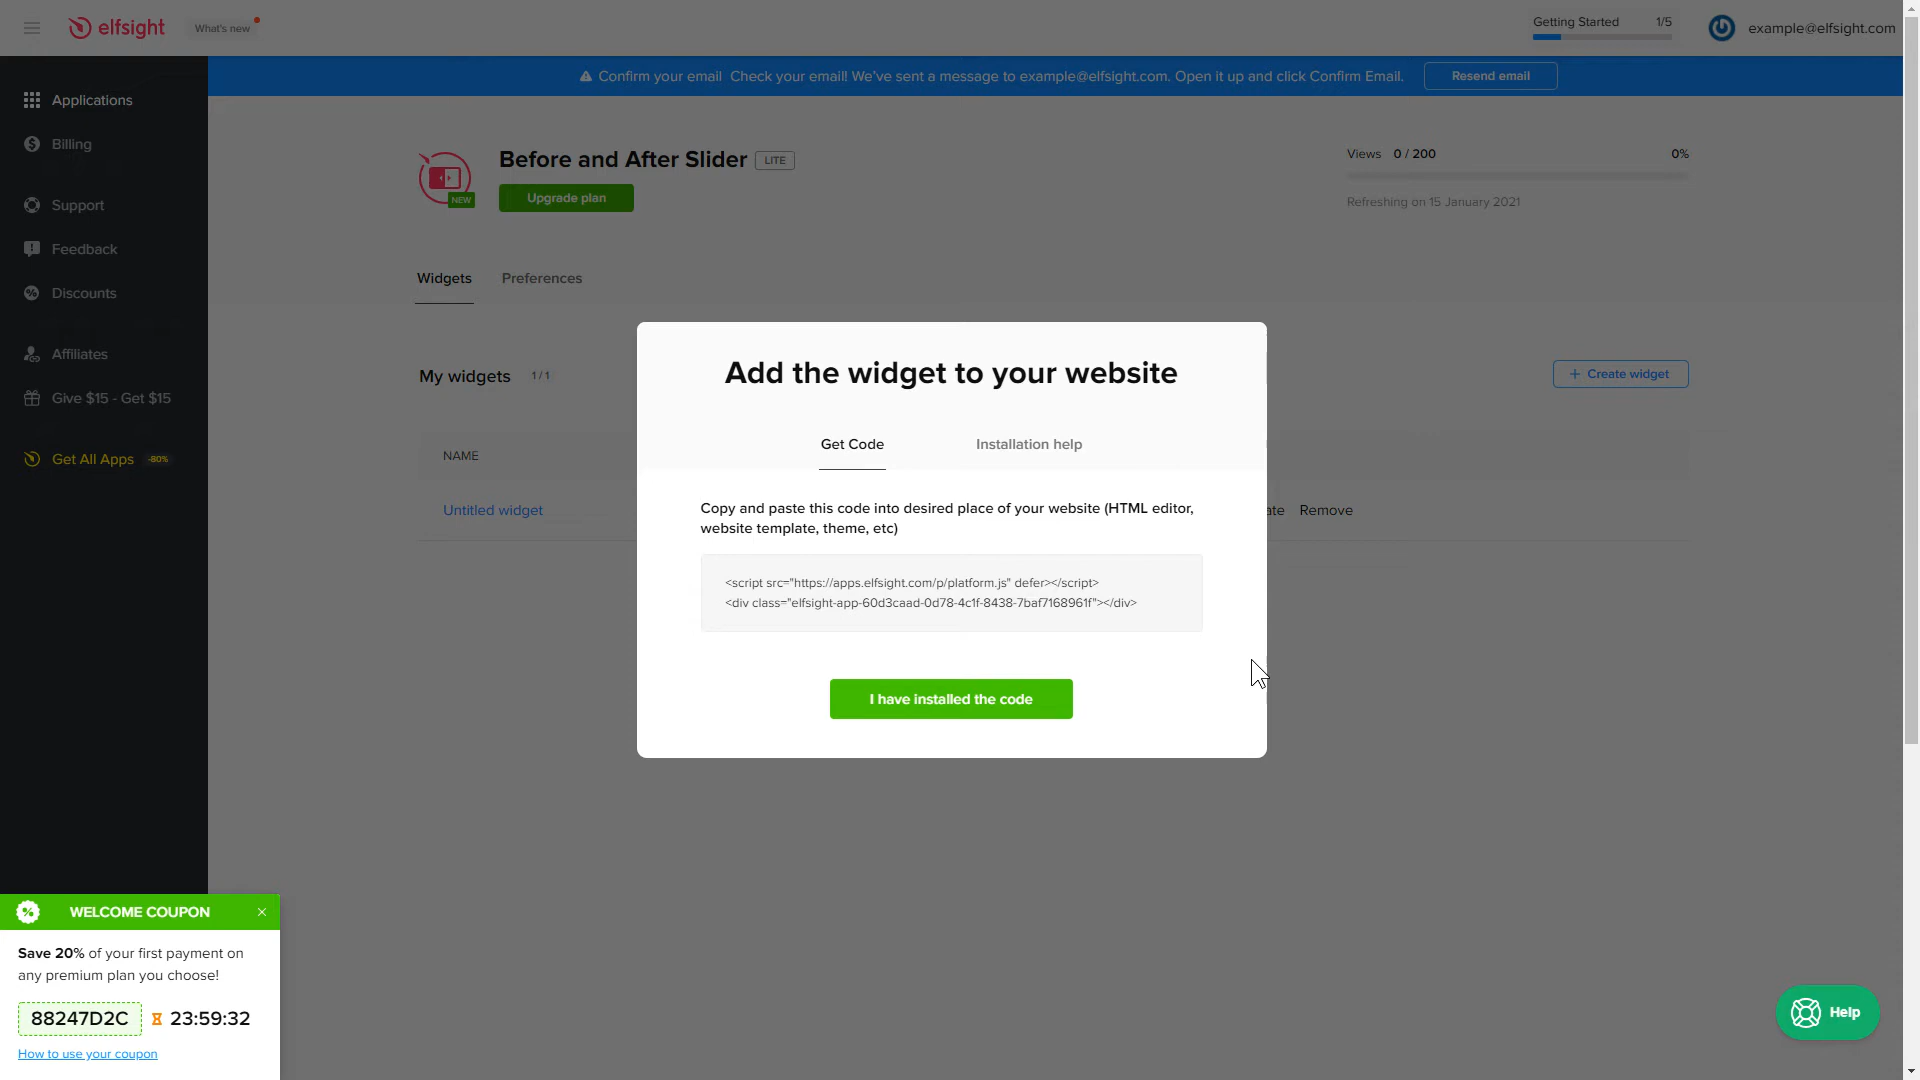 elfsight
What's new
Getting Started 1/5
example@elfsight.com
Confirm your email Check your email! We've sent a message to example@elfsight.com. Open it up and click Confirm Email.
Resend email
Applications
Billing
Support
Feedback
Discounts
Affiliates
Give $15 - Get $15
Get All Apps -80%
NEW
Before and After Slider LITE
Upgrade plan
Views 0 / 200 0%
Refreshing on 15 January 2021
Widgets Preferences
My widgets 1 / 1
+ Create widget
NAME
Untitled widget
ate Remove
Add the widget to your website
Get Code Installation help
Copy and paste this code into desired place of your website (HTML editor,
website template, theme, etc)
<script src="https://apps.elfsight.com/p/platform.js" defer></script>
<div class="elfsight-app-60d3caad-0d78-4c1f-8438-7baf7168961f"></div>
I have installed the code
WELCOME COUPON
Save 20% of your first payment on
any premium plan you choose!
88247D2C 23:59:32
How to use your coupon
Help